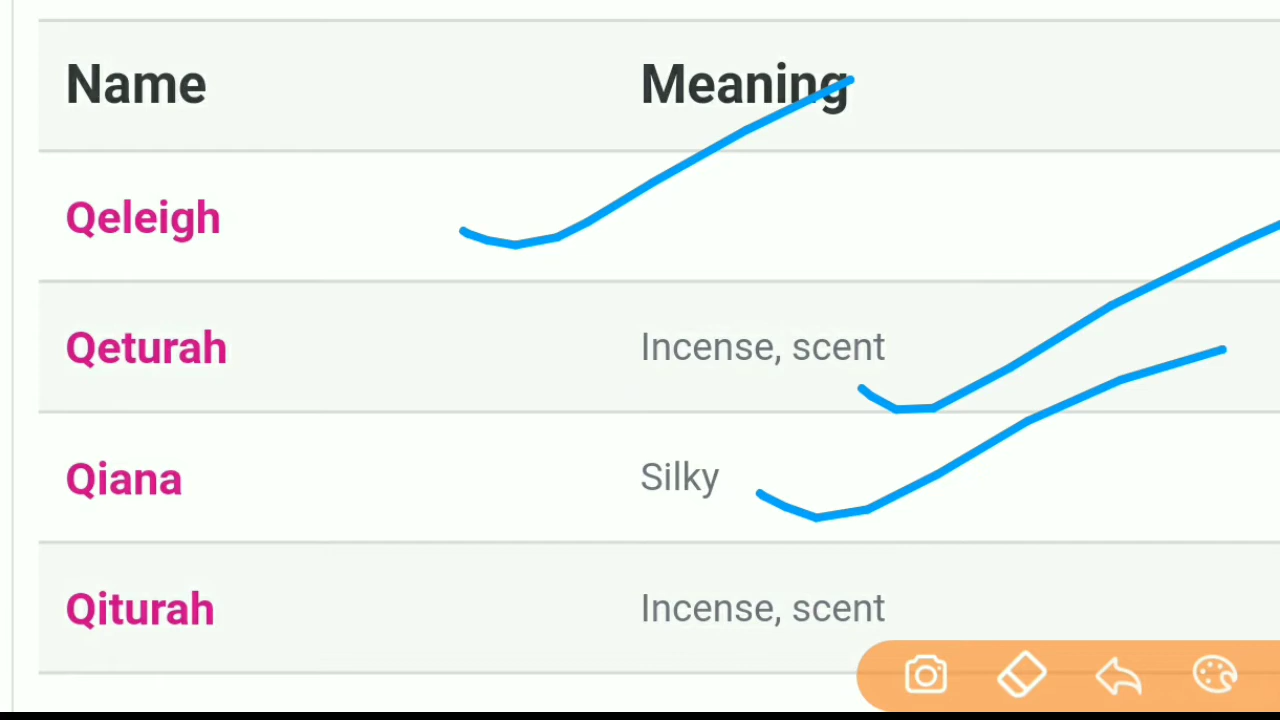 Name Meaning
Qeleigh
Qeturah Incense, scent
Qiana Silky
Qiturah Incense, scent